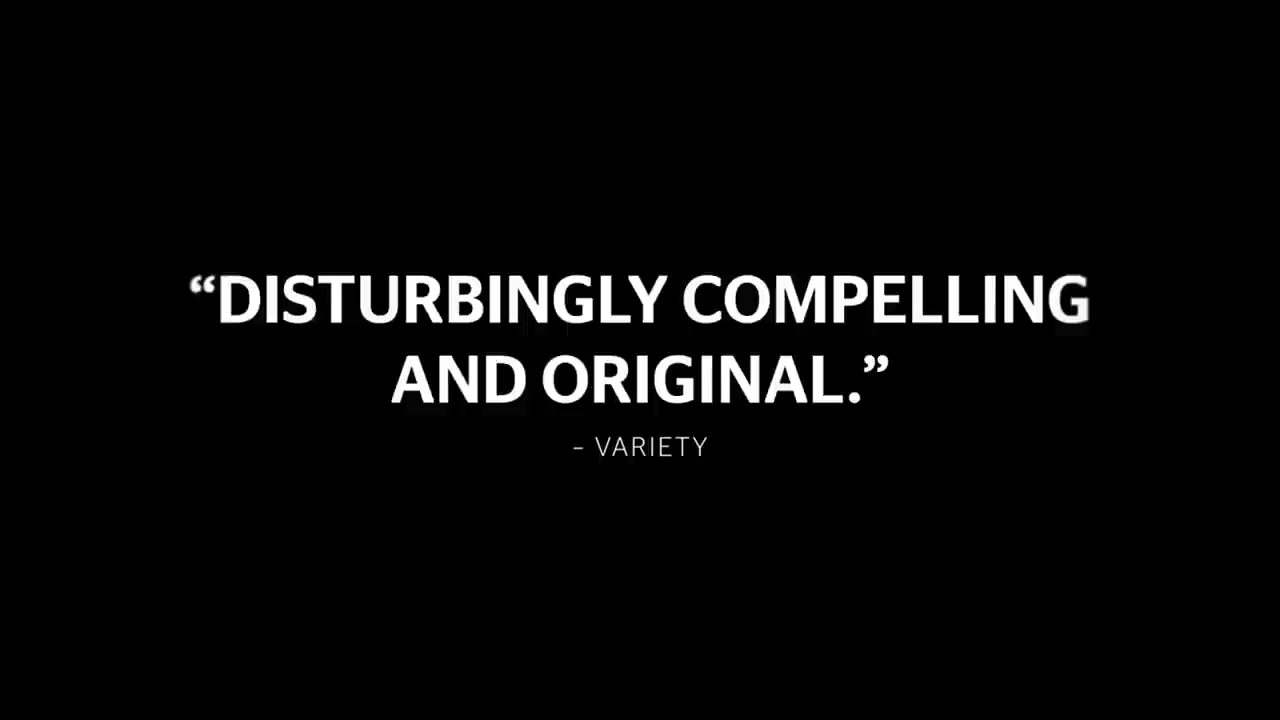 “DISTURBINGLY COMPELLING
AND ORIGINAL.”
– VARIETY